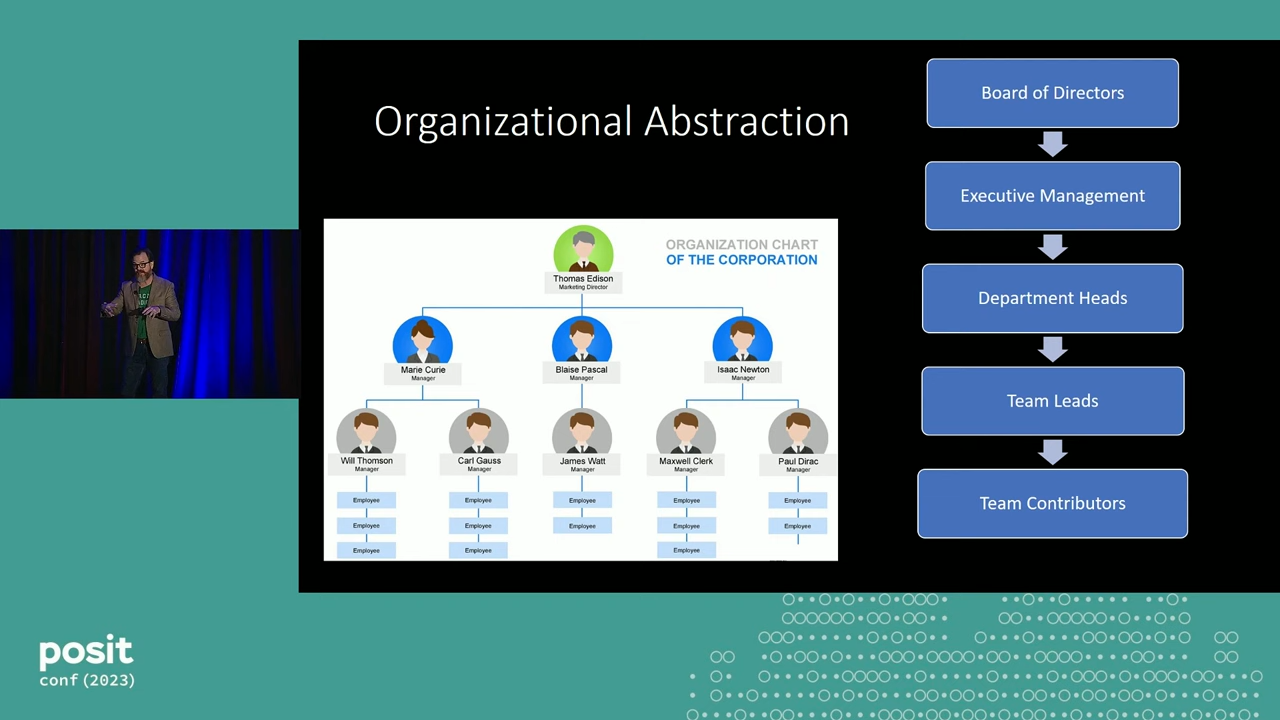 Organizational Abstraction
ORGANIZATION CHART
OF THE CORPORATION
Thomas Edison
Marketing Director
Marie Curie
Manager
Blaise Pascal
Manager
Isaac Newton
Manager
Will Thomson
Manager
Carl Gauss
Manager
James Watt
Manager
Maxwell Clerk
Manager
Paul Dirac
Manager
Employee
Employee
Employee
Employee
Employee
Employee
Employee
Employee
Employee
Employee
Employee
Employee
Employee
Board of Directors
Executive Management
Department Heads
Team Leads
Team Contributors
posit
conf(2023)